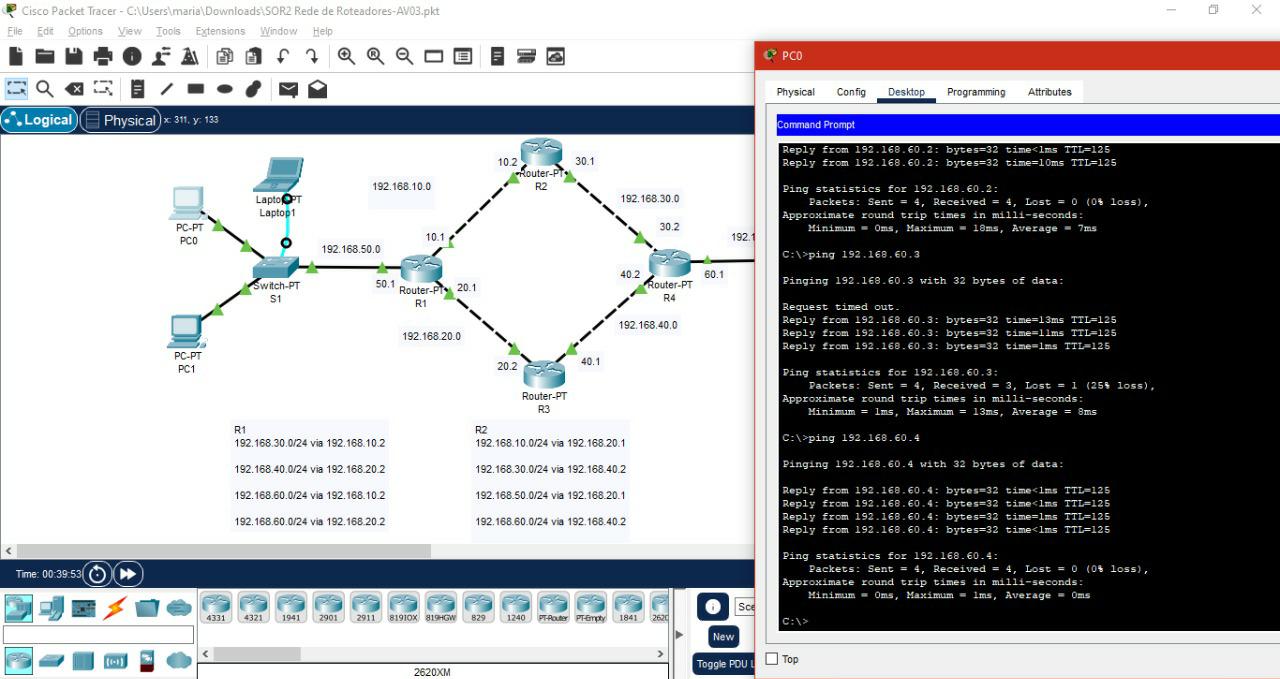 Cisco Packet Tracer - C:\Users\maria\Downloads\SOR2 Rede de Roteadores-AV03.pkt
File Edit Options View Tools Extensions Window Help
Logical Physical x: 311, y: 133
192.168.10.0
10.2
30.1
Router-PT
R2
192.168.30.0
30.2
Laptop-PT
Laptop1
PC-PT
PC0
192.168.50.0
10.1
192.1
Switch-PT
S1
50.1
Router-PT
R1
20.1
40.2
60.1
Router-PT
R4
192.168.20.0
192.168.40.0
PC-PT
PC1
20.2
40.1
Router-PT
R3
R1
192.168.30.0/24 via 192.168.10.2
192.168.40.0/24 via 192.168.20.2
192.168.60.0/24 via 192.168.10.2
192.168.60.0/24 via 192.168.20.2
R2
192.168.10.0/24 via 192.168.20.1
192.168.30.0/24 via 192.168.40.2
192.168.50.0/24 via 192.168.20.1
192.168.60.0/24 via 192.168.40.2
Time: 00:39:53
4331 4321 1941 2901 2911 819IOX 819HGW 829 1240 PT-Router PT-Empty 1841 262
2620XM
Sce
New
Toggle PDU L
PC0
Physical Config Desktop Programming Attributes
Command Prompt
Reply from 192.168.60.2: bytes=32 time<1ms TTL=125
Reply from 192.168.60.2: bytes=32 time=10ms TTL=125
Ping statistics for 192.168.60.2:
Packets: Sent = 4, Received = 4, Lost = 0 (0% loss),
Approximate round trip times in milli-seconds:
Minimum = 0ms, Maximum = 18ms, Average = 7ms
C:\>ping 192.168.60.3
Pinging 192.168.60.3 with 32 bytes of data:
Request timed out.
Reply from 192.168.60.3: bytes=32 time=13ms TTL=125
Reply from 192.168.60.3: bytes=32 time=11ms TTL=125
Reply from 192.168.60.3: bytes=32 time=1ms TTL=125
Ping statistics for 192.168.60.3:
Packets: Sent = 4, Received = 3, Lost = 1 (25% loss),
Approximate round trip times in milli-seconds:
Minimum = 1ms, Maximum = 13ms, Average = 8ms
C:\>ping 192.168.60.4
Pinging 192.168.60.4 with 32 bytes of data:
Reply from 192.168.60.4: bytes=32 time<1ms TTL=125
Reply from 192.168.60.4: bytes=32 time<1ms TTL=125
Reply from 192.168.60.4: bytes=32 time<1ms TTL=125
Reply from 192.168.60.4: bytes=32 time<1ms TTL=125
Ping statistics for 192.168.60.4:
Packets: Sent = 4, Received = 4, Lost = 0 (0% loss),
Approximate round trip times in milli-seconds:
Minimum = 0ms, Maximum = 1ms, Average = 0ms
C:\>
Top